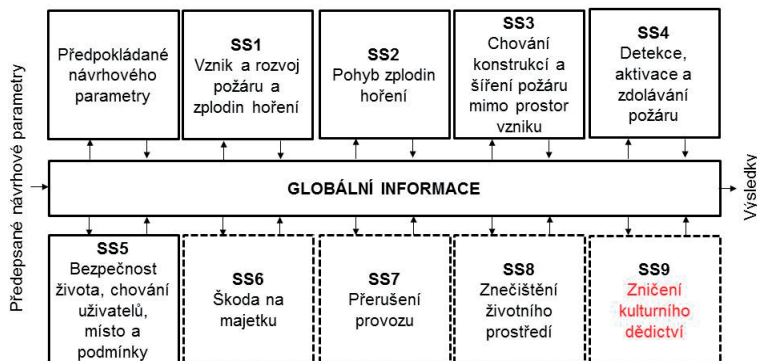 Předepsané návrhové parametry
Předpokládané
návrhového
parametry
SS1
Vznik a rozvoj
požáru a
zplodin hoření
SS2
Pohyb zplodin
hoření
SS3
Chování
konstrukcí a
šíření požáru
mimo prostor
vzniku
SS4
Detekce,
aktivace a
zdolávání
požáru
GLOBÁLNÍ INFORMACE
Výsledky
SS5
Bezpečnost
života, chování
uživatelů,
místo a
podmínky
SS6
Škoda na
majetku
SS7
Přerušení
provozu
SS8
Znečištění
životního
prostředí
SS9
Zničení
kulturního
dědictví